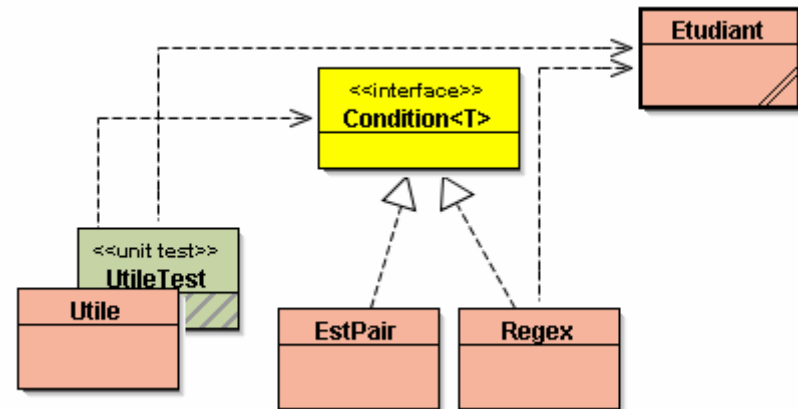 Etudiant
<<interface>>
Condition<T>
<<unit test>>
UtileTest
Utile
EstPair
Regex